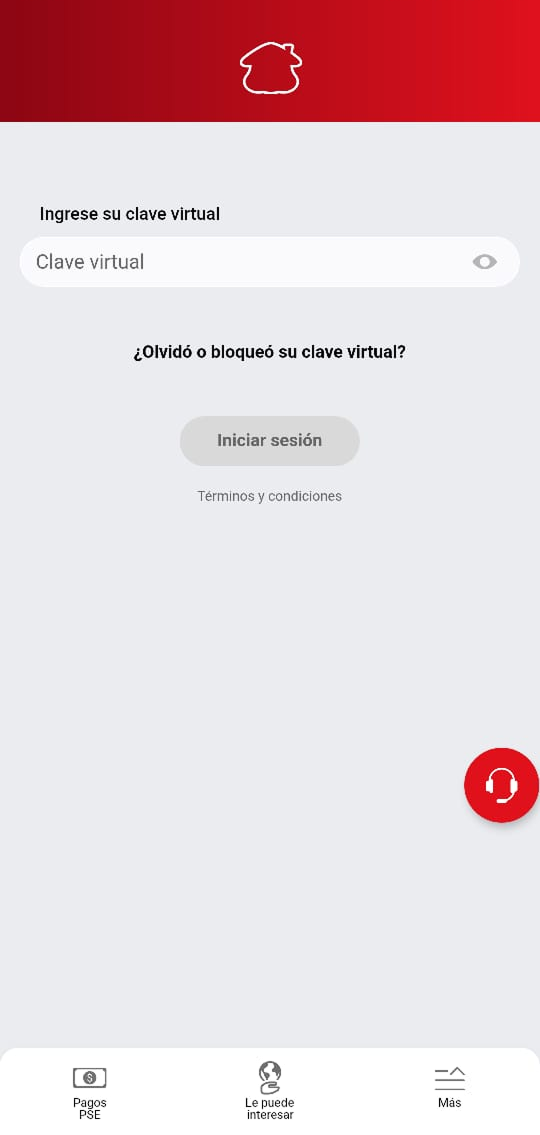 Ingrese su clave virtual
Clave virtual
¿Olvidó o bloqueó su clave virtual?
Iniciar sesión
Términos y condiciones
Pagos
PSE
Le puede
interesar
Más